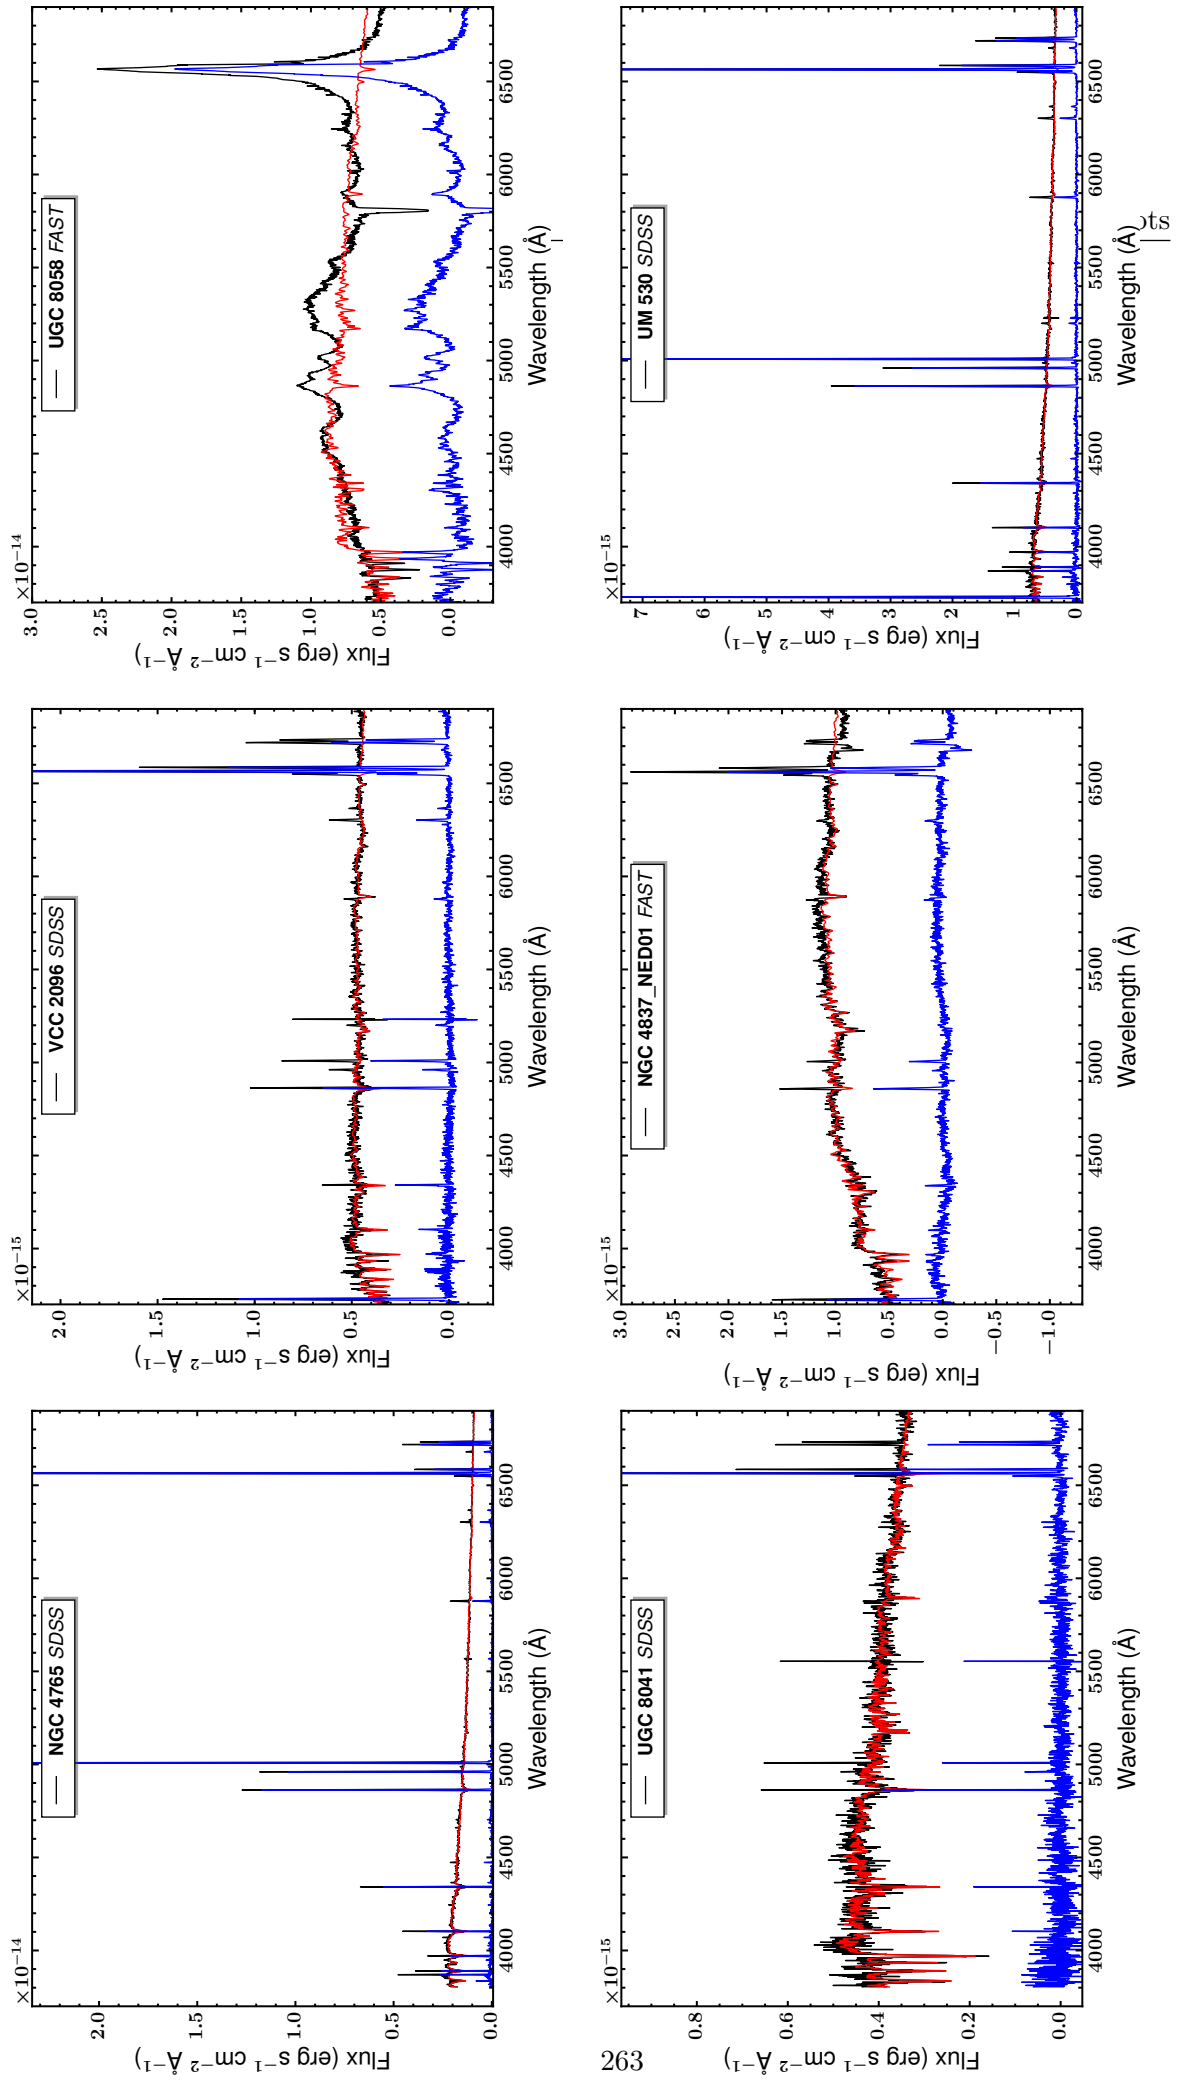 ×10⁻¹⁴
NGC 4765 SDSS
2.0
1.5
1.0
0.5
0.0
Flux (erg s⁻¹ cm⁻² Å⁻¹)
4000 4500 5000 5500 6000 6500
Wavelength (Å)
×10⁻¹⁵
VCC 2096 SDSS
2.0
1.5
1.0
0.5
0.0
Flux (erg s⁻¹ cm⁻² Å⁻¹)
4000 4500 5000 5500 6000 6500
Wavelength (Å)
×10⁻¹⁴
UGC 8058 FAST
3.0
2.5
2.0
1.5
1.0
0.5
0.0
Flux (erg s⁻¹ cm⁻² Å⁻¹)
4000 4500 5000 5500 6000 6500
Wavelength (Å)
×10⁻¹⁵
UGC 8041 SDSS
0.8
0.6
0.4
0.2
0.0
Flux (erg s⁻¹ cm⁻² Å⁻¹)
4000 4500 5000 5500 6000 6500
Wavelength (Å)
×10⁻¹⁵
NGC 4837_NED01 FAST
3.0
2.5
2.0
1.5
1.0
0.5
0.0
−0.5
−1.0
Flux (erg s⁻¹ cm⁻² Å⁻¹)
4000 4500 5000 5500 6000 6500
Wavelength (Å)
×10⁻¹⁵
UM 530 SDSS
7
6
5
4
3
2
1
0
Flux (erg s⁻¹ cm⁻² Å⁻¹)
4000 4500 5000 5500 6000 6500
Wavelength (Å)
263